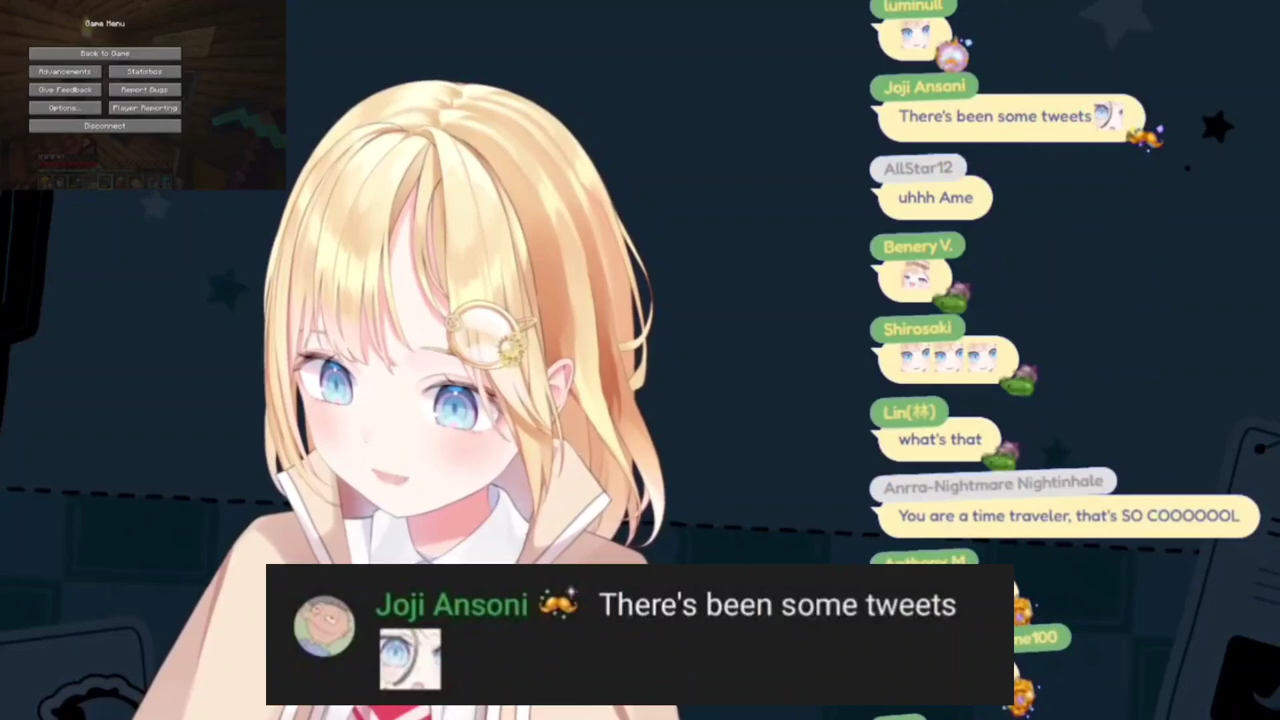 Game Menu
Back to Game
Advancements
Statistics
Give Feedback
Report Bugs
Options...
Player Reporting
Disconnect
luminull
Joji Ansoni
There's been some tweets
AllStar12
uhhh Ame
Benery V.
Shirosaki
Lin(林)
what's that
Anrra-Nightmare Nightinhale
You are a time traveler, that's SO COOOOOOL
Anthony M.
me100
Joji Ansoni There's been some tweets